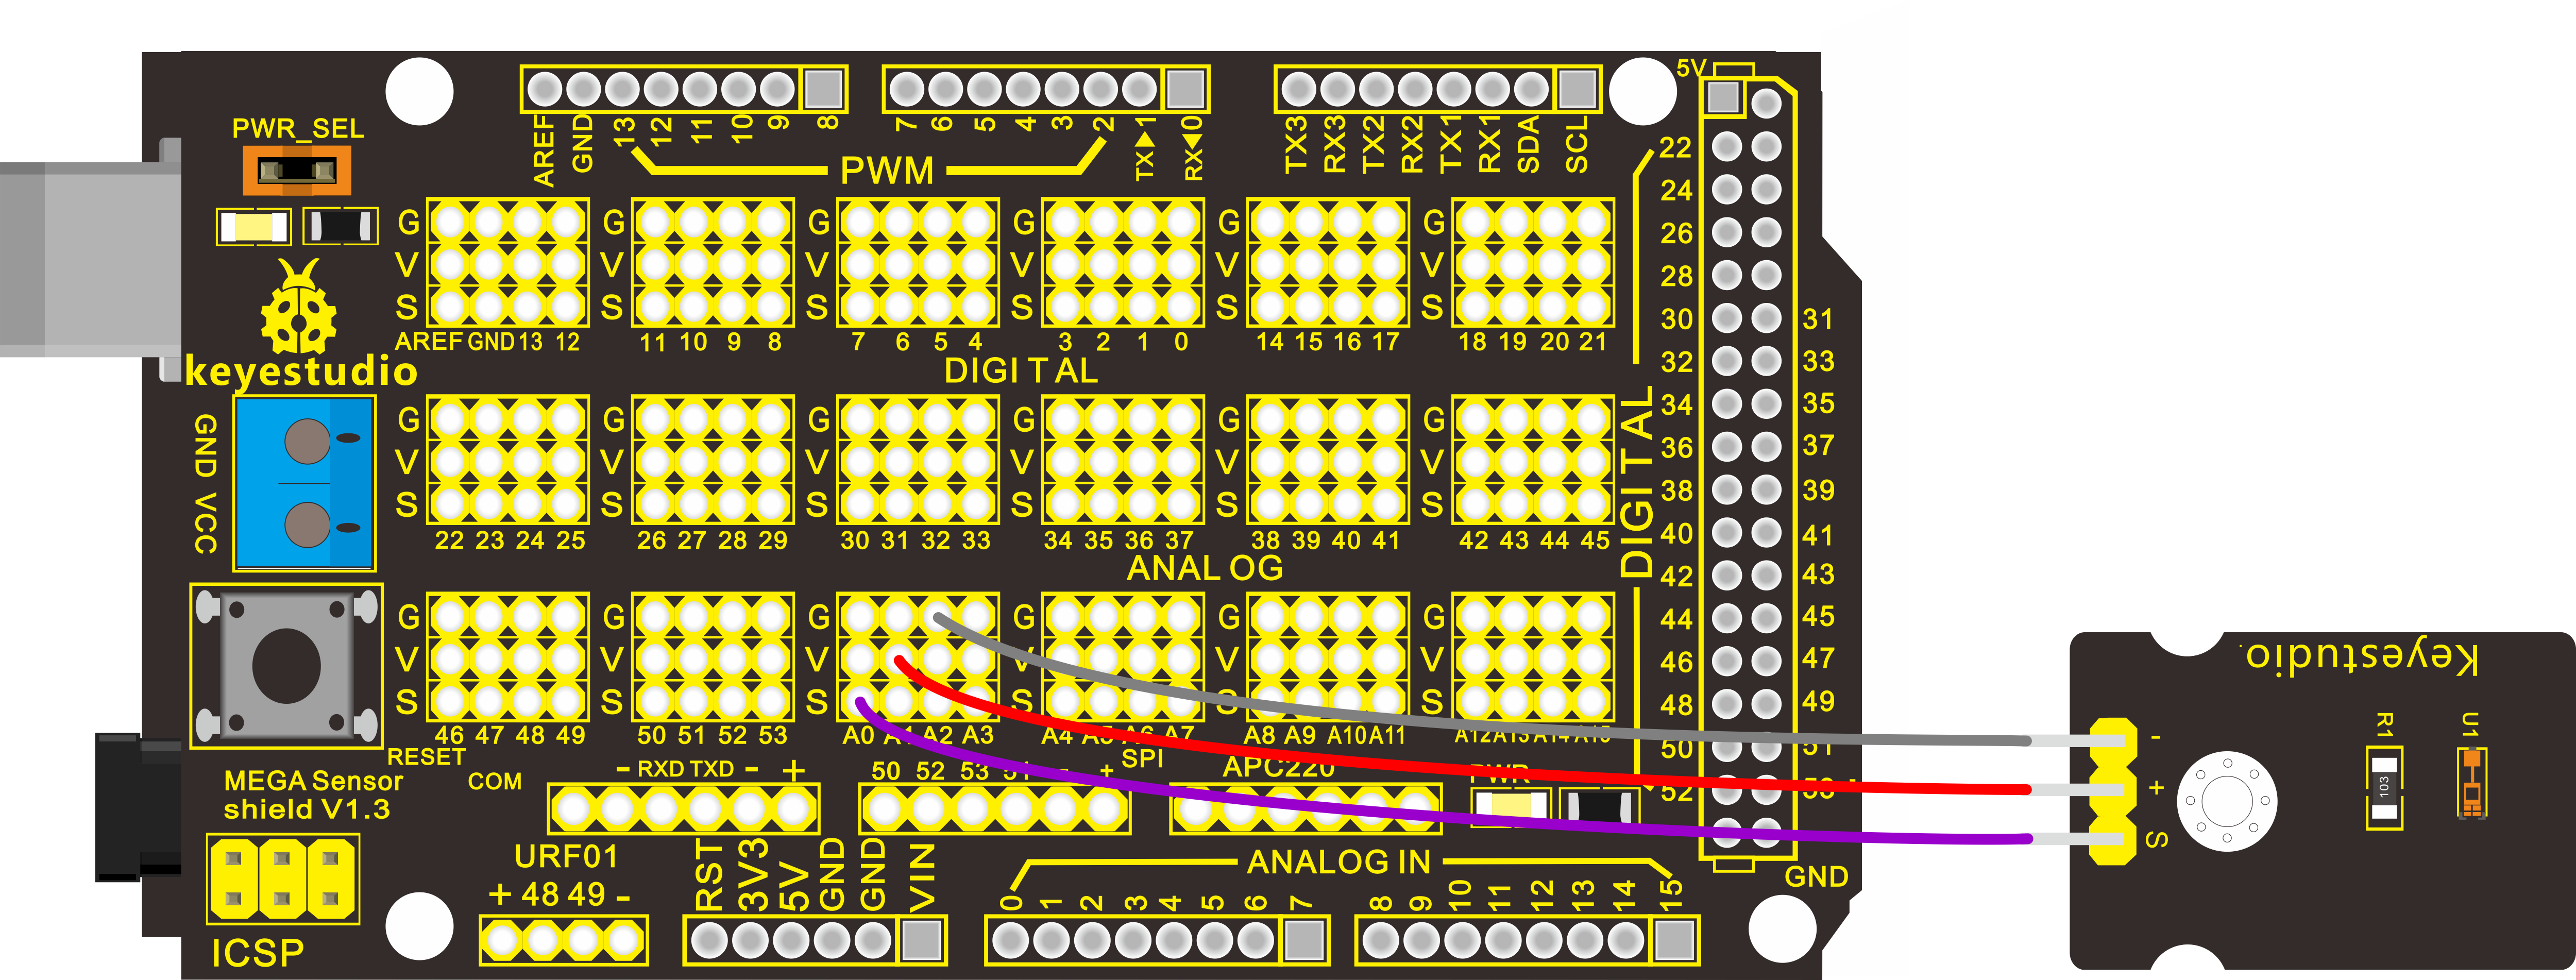 5V
PWR_SEL
AREF GND 13 12 11 10 9 8
7 6 5 4 3 2 TX▶1 RX◀0
TX3 RX3 TX2 RX2 TX1 RX1 SDA SCL
PWM
G G G G G G
V V V V V V
S S S S S S
AREF GND 13 12 11 10 9 8 7 6 5 4 3 2 1 0 14 15 16 17 18 19 20 21
DIGITAL
keyestudio
GND VCC
G G G G G G
V V V V V V
S S S S S S
22 23 24 25 26 27 28 29 30 31 32 33 34 35 36 37 38 39 40 41 42 43 44 45
ANALOG
G G G G G G
V V V V V V
S S S S S S
46 47 48 49 50 51 52 53 A0 A1 A2 A3 A4 A5 A6 A7 A8 A9 A10 A11 A12 A13 A14 A15
DIGITAL
22
24
26
28
30 31
32 33
34 35
36 37
38 39
40 41
42 43
44 45
46 47
48 49
50 51
52 53
GND
RESET
MEGA Sensor
shield V1.3
COM
- RXD TXD - +
50 52 53 51 - +
SPI
APC220
PWR
URF01
+ 48 49 -
ICSP
RST 3V3 5V GND GND VIN
ANALOG IN
0 1 2 3 4 5 6 7 8 9 10 11 12 13 14 15
Keyestudio
-
+
S
R1
103
U1